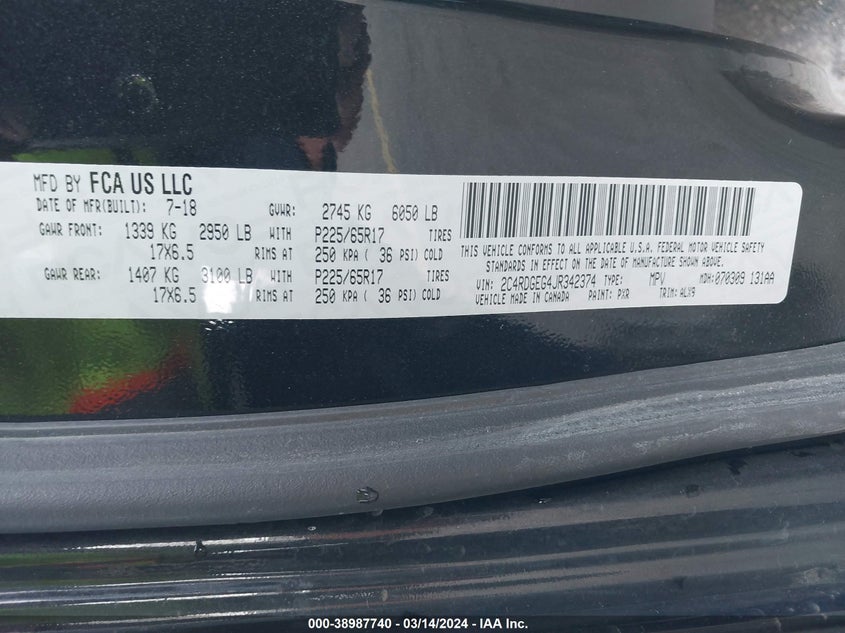 MFD BY FCA US LLC
DATE OF MFR(BUILT): 7-18 GVWR: 2745 KG 6050 LB
GAWR FRONT: 1339 KG 2950 LB WITH P225/65R17 TIRES
17X6.5 RIMS AT 250 KPA ( 36 PSI) COLD
GAWR REAR: 1407 KG 3100 LB WITH P225/65R17 TIRES
17X6.5 RIMS AT 250 KPA ( 36 PSI) COLD
THIS VEHICLE CONFORMS TO ALL APPLICABLE U.S.A. FEDERAL MOTOR VEHICLE SAFETY
STANDARDS IN EFFECT ON THE DATE OF MANUFACTURE SHOWN ABOVE.
VIN: 2C4RDGEG4JR342374 TYPE: MPV MDH:070309 131AA
VEHICLE MADE IN CANADA PAINT: PXR TRIM: ALX9
000-38987740 - 03/14/2024 - IAA Inc.